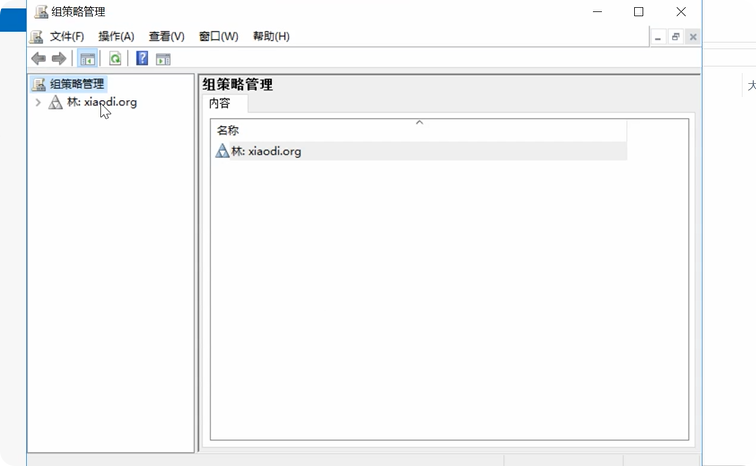 组策略管理
文件(F) 操作(A) 查看(V) 窗口(W) 帮助(H)
组策略管理
林: xiaodi.org
组策略管理
内容
名称
林: xiaodi.org
大